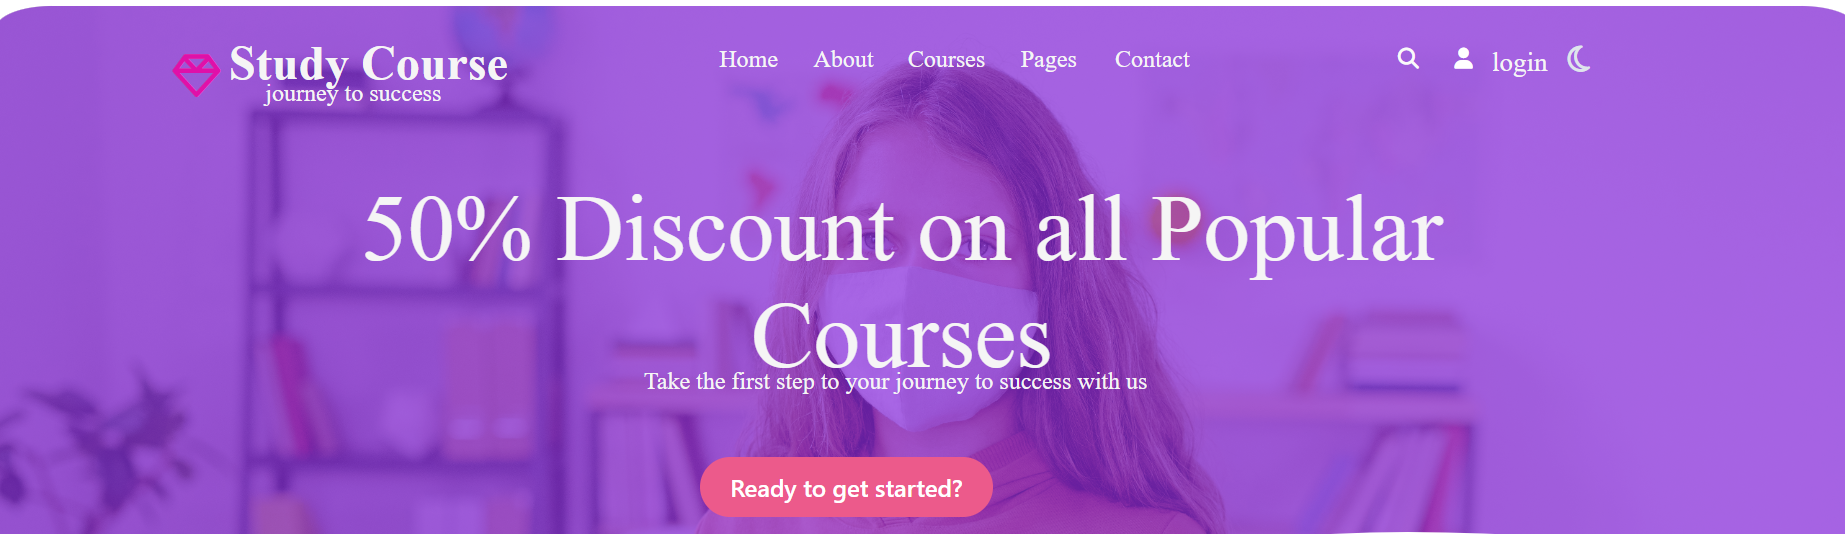 Study Course
journey to success
Home About Courses Pages Contact
login
50% Discount on all Popular
Courses
Take the first step to your journey to success with us
Ready to get started?